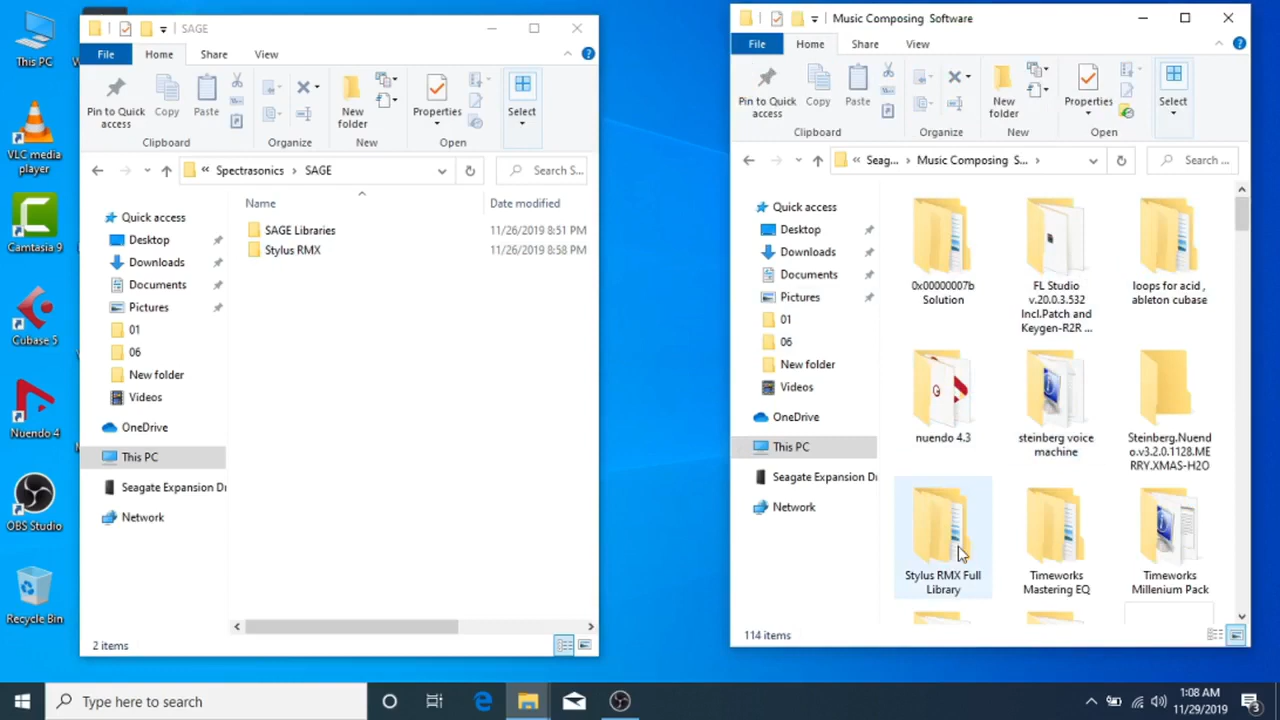 This PC
VLC media
player
Camtasia 9
Cubase 5
Nuendo 4
OBS Studio
Recycle Bin
SAGE
File
Home
Share
View
Pin to Quick
access
Copy
Paste
Clipboard
Organize
New
folder
New
Properties
Open
Select
Spectrasonics
SAGE
Search S...
Quick access
Desktop
Downloads
Documents
Pictures
01
06
New folder
Videos
OneDrive
This PC
Seagate Expansion Dr
Network
Name
Date modified
SAGE Libraries
11/26/2019 8:51 PM
Stylus RMX
11/26/2019 8:58 PM
2 items
Music Composing Software
File
Home
Share
View
Pin to Quick
access
Copy
Paste
Clipboard
Organize
New
folder
New
Properties
Open
Select
Seag...
Music Composing S...
Search ...
Quick access
Desktop
Downloads
Documents
Pictures
01
06
New folder
Videos
OneDrive
This PC
Seagate Expansion Dr
Network
0x00000007b
Solution
FL Studio
v.20.0.3.532
Incl.Patch and
Keygen-R2R ...
loops for acid ,
ableton cubase
nuendo 4.3
steinberg voice
machine
Steinberg.Nuend
o.v3.2.0.1128.ME
RRY.XMAS-H2O
Stylus RMX Full
Library
Timeworks
Mastering EQ
Timeworks
Millenium Pack
114 items
Type here to search
1:08 AM
11/29/2019
3